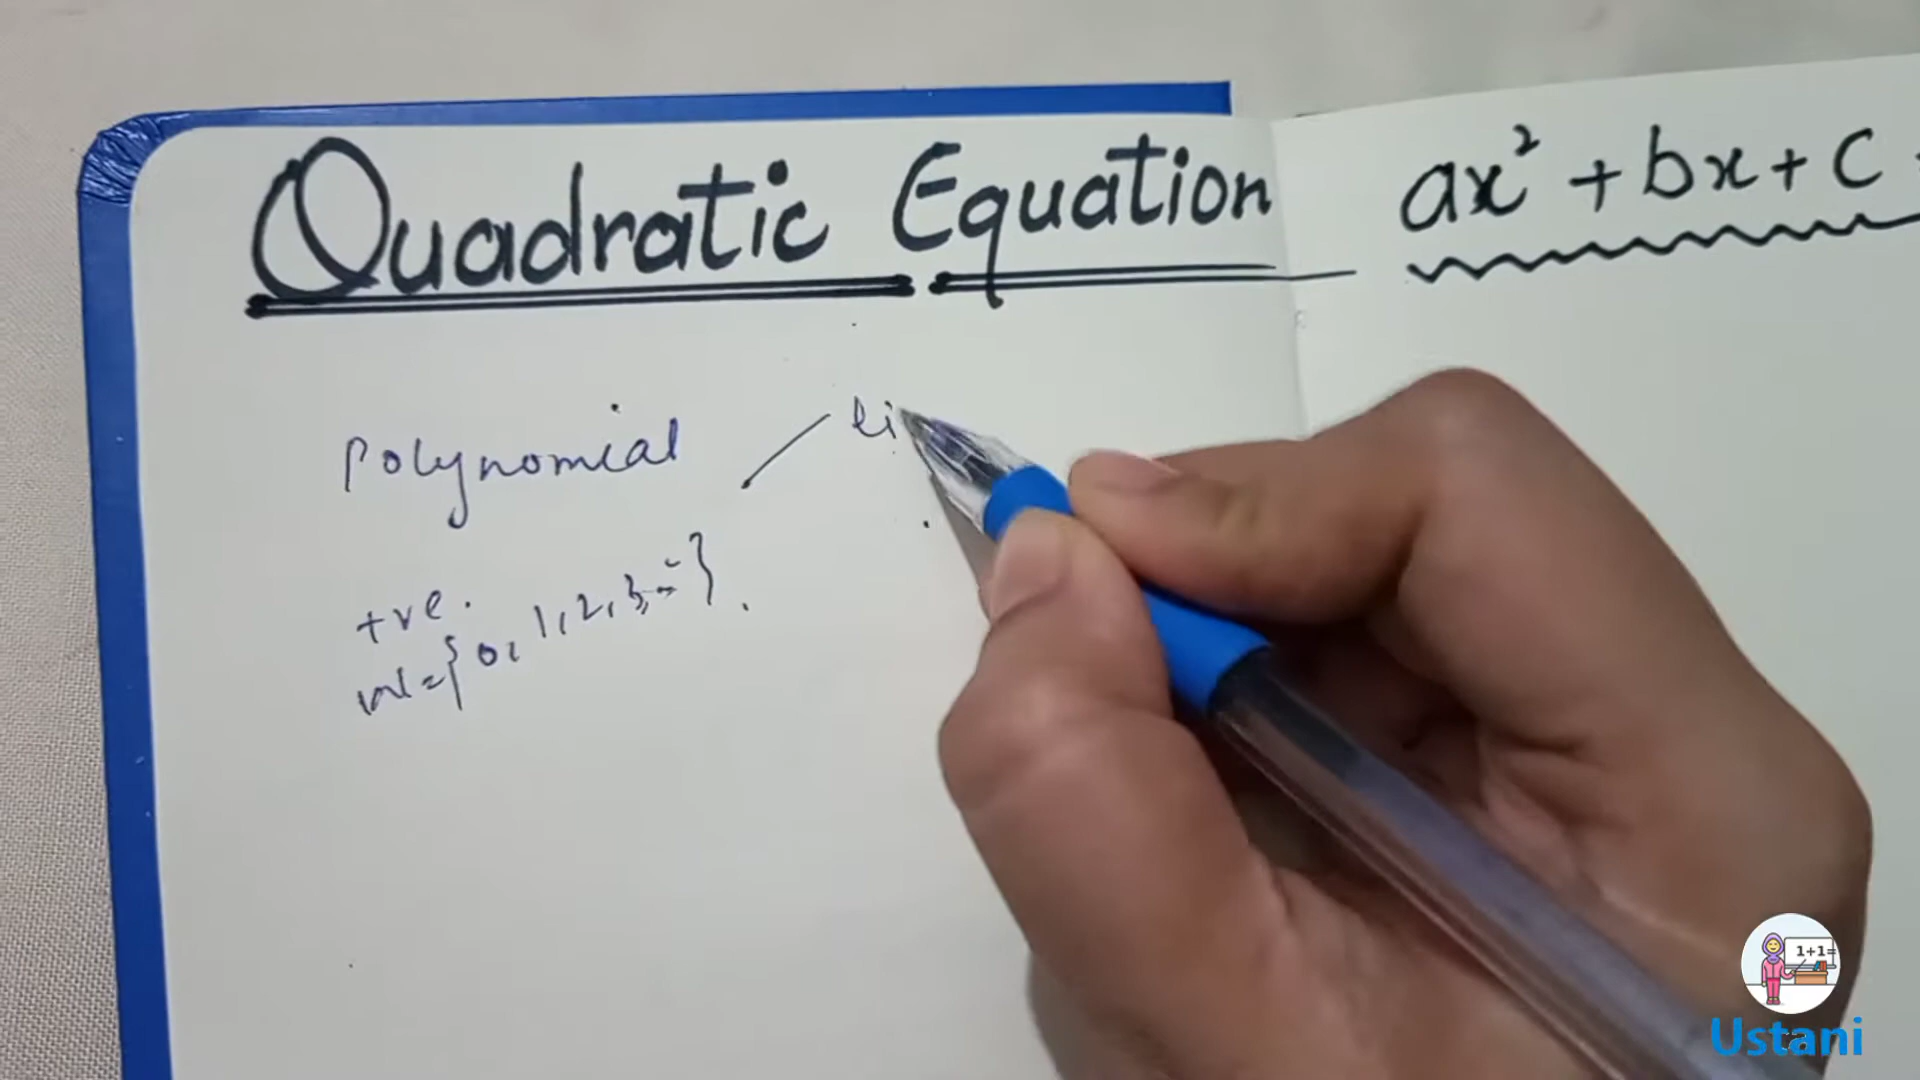 Quadratic Equation
ax² + bx + c
Polynomial
li
+ve.
= {0, 1, 2, 3, }.
1+1=
Ustani